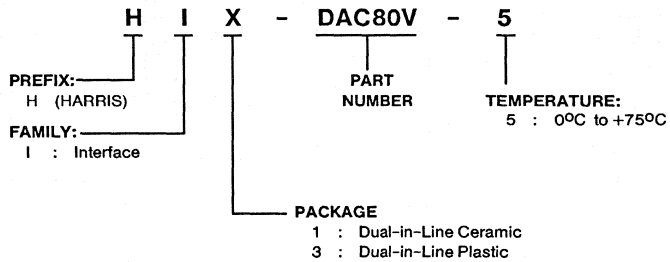 H I X - DAC80V - 5
PREFIX:
H (HARRIS)
FAMILY:
I : Interface
PART
NUMBER
TEMPERATURE:
5 : 0°C to +75°C
PACKAGE
1 : Dual-in-Line Ceramic
3 : Dual-in-Line Plastic